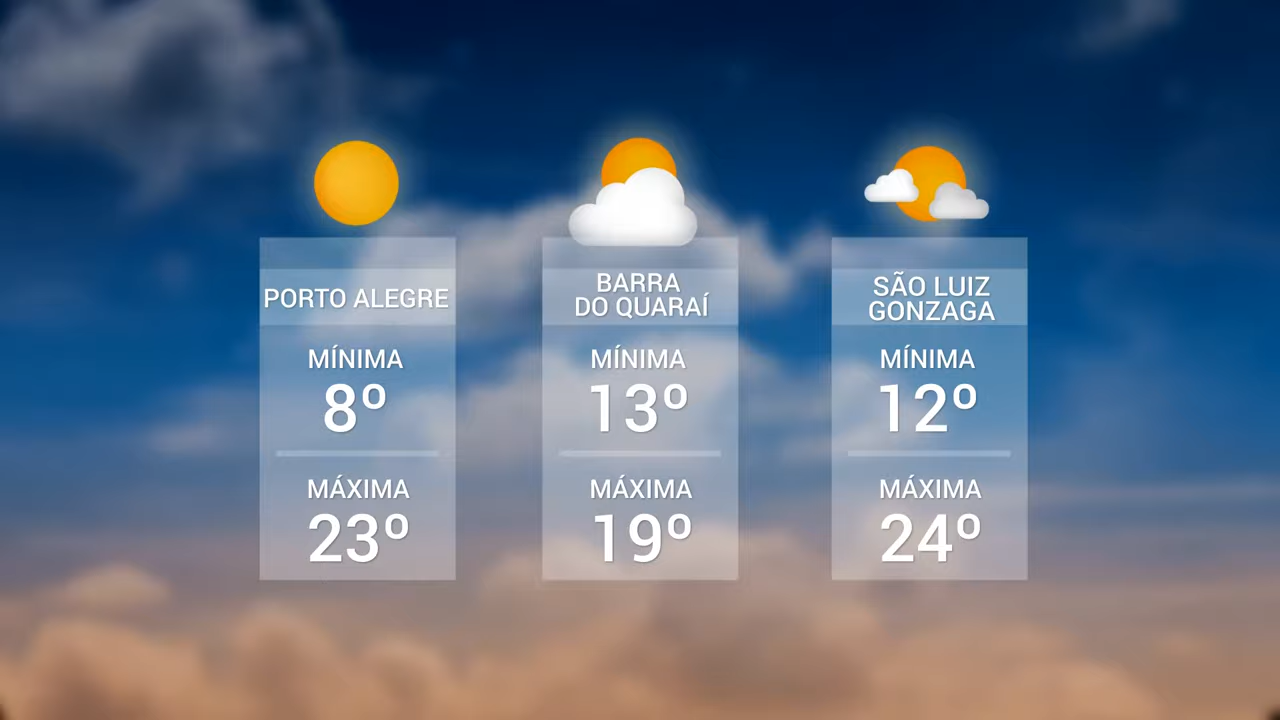 PORTO ALEGRE
MÍNIMA
8º
MÁXIMA
23º
BARRA
DO QUARAÍ
MÍNIMA
13º
MÁXIMA
19º
SÃO LUIZ
GONZAGA
MÍNIMA
12º
MÁXIMA
24º